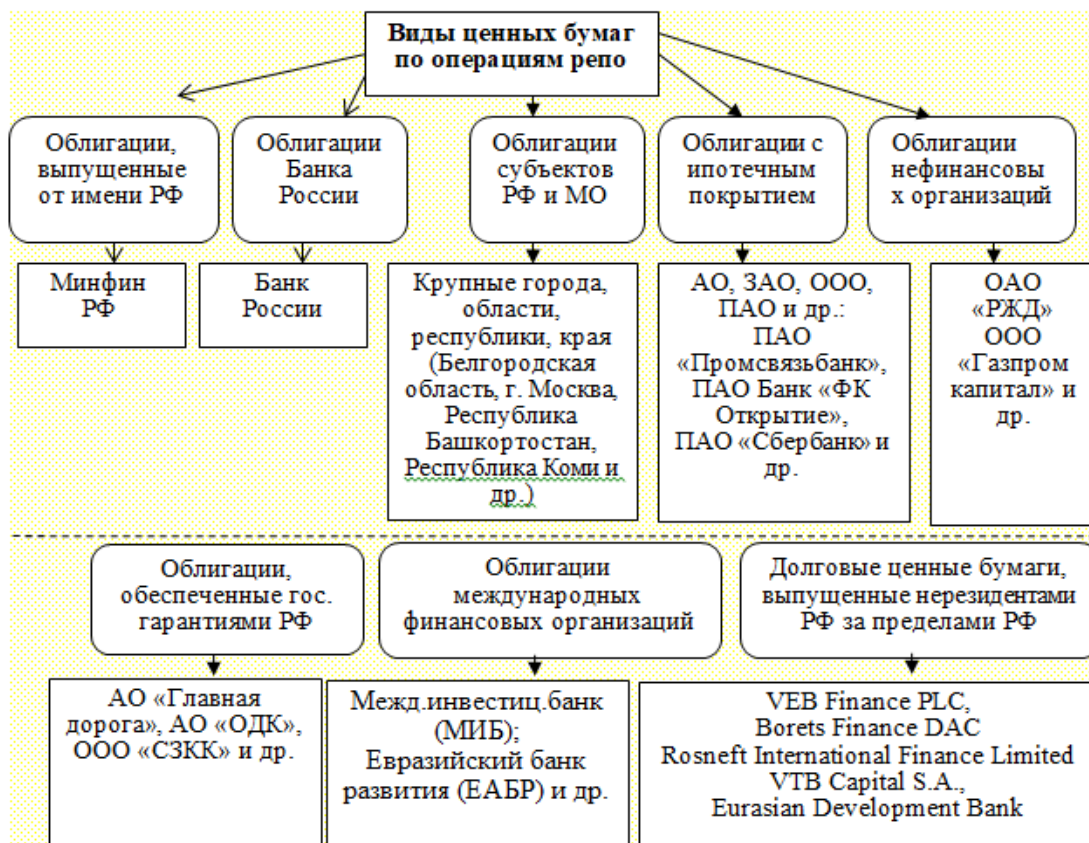 Виды ценных бумаг
по операциям репо
Облигации,
выпущенные
от имени РФ
Облигации
Банка
России
Облигации
субъектов
РФ и МО
Облигации с
ипотечным
покрытием
Облигации
нефинансовы
х организаций
Минфин
РФ
Банк
России
Крупные города,
области,
республики, края
(Белгородская
область, г. Москва,
Республика
Башкортостан,
Республика Коми и
др.)
АО, ЗАО, ООО,
ПАО и др.:
ПАО
«Промсвязьбанк»,
ПАО Банк «ФК
Открытие»,
ПАО «Сбербанк» и
др.
ОАО
«РЖД»
ООО
«Газпром
капитал» и
др.
Облигации,
обеспеченные гос.
гарантиями РФ
Облигации
международных
финансовых организаций
Долговые ценные бумаги,
выпущенные нерезидентами
РФ за пределами РФ
АО «Главная
дорога», АО «ОДК»,
ООО «СЗКК» и др.
Межд.инвестиц.банк
(МИБ);
Евразийский банк
развития (ЕАБР) и др.
VEB Finance PLC,
Borets Finance DAC
Rosneft International Finance Limited
VTB Capital S.A.,
Eurasian Development Bank